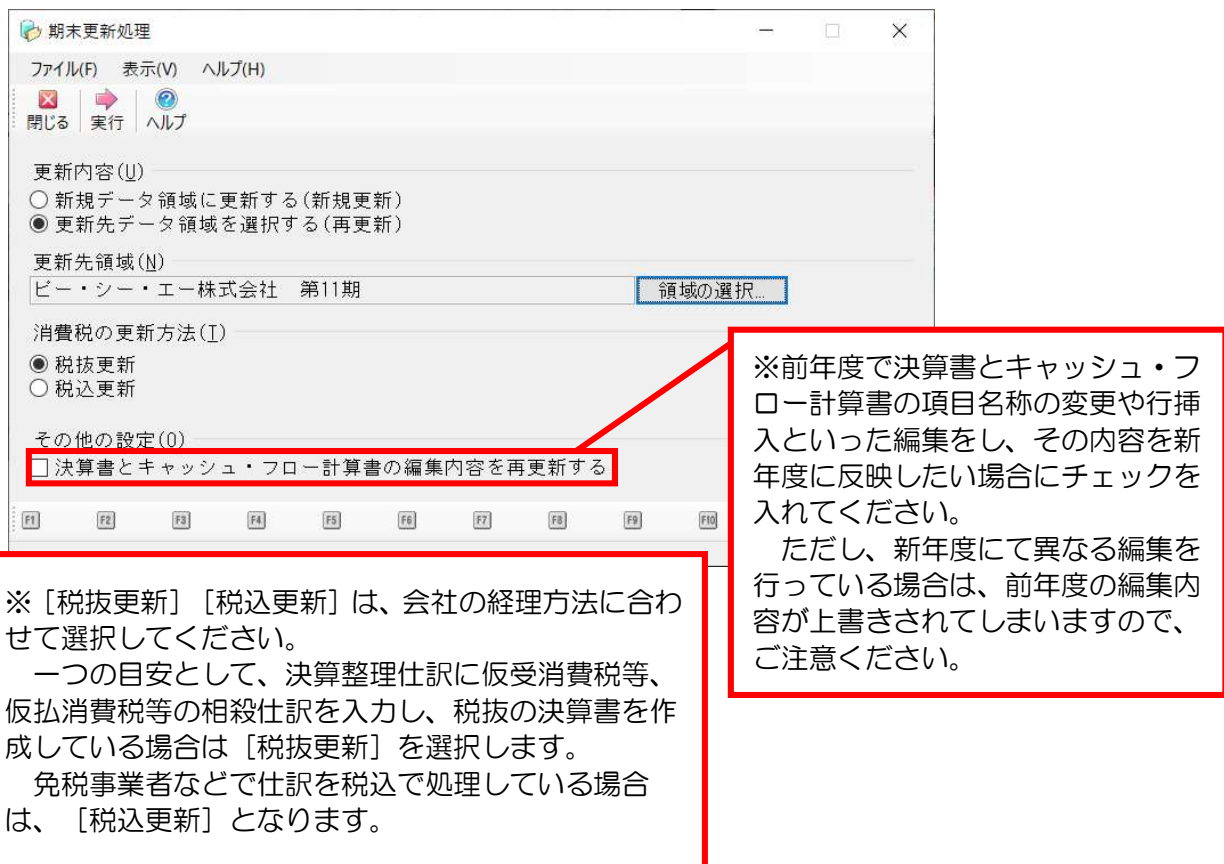 期末更新処理
ファイル(F) 表示(V) ヘルプ(H)
閉じる 実行 ヘルプ
更新内容(U)
新規データ領域に更新する(新規更新)
更新先データ領域を選択する(再更新)
更新先領域(N)
ピー・シー・エー株式会社 第11期 領域の選択...
消費税の更新方法(T)
税抜更新
税込更新
その他の設定(O)
決算書とキャッシュ・フロー計算書の編集内容を再更新する
F1 F2 F3 F4 F5 F6 F7 F8 F9 F10
※前年度で決算書とキャッシュ・フ
ロー計算書の項目名称の変更や行挿
入といった編集をし、その内容を新
年度に反映したい場合にチェックを
入れてください。
ただし、新年度にて異なる編集を
行っている場合は、前年度の編集内
容が上書きされてしまいますので、
ご注意ください。
※［税抜更新］［税込更新］は、会社の経理方法に合わ
せて選択してください。
一つの目安として、決算整理仕訳に仮受消費税等、
仮払消費税等の相殺仕訳を入力し、税抜の決算書を作
成している場合は［税抜更新］を選択します。
免税事業者などで仕訳を税込で処理している場合
は、［税込更新］となります。